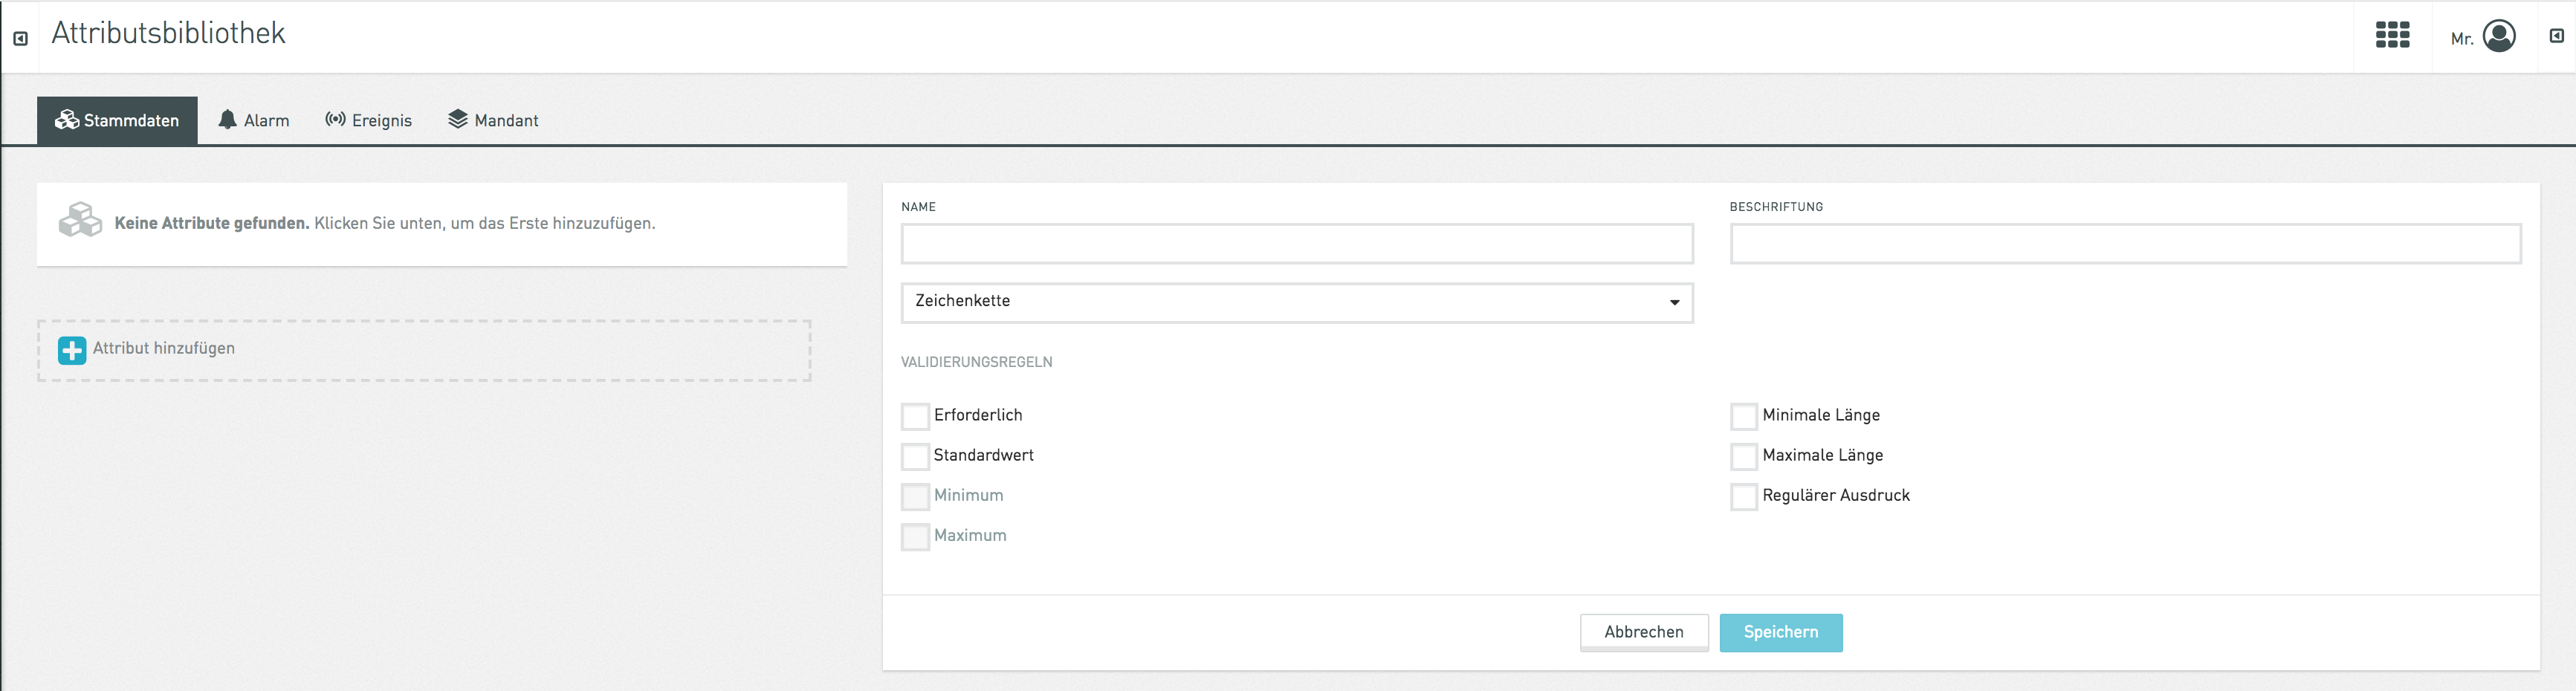 Attributsbibliothek
Mr.
Stammdaten
Alarm
Ereignis
Mandant
Keine Attribute gefunden. Klicken Sie unten, um das Erste hinzuzufügen.
Attribut hinzufügen
NAME
BESCHRIFTUNG
Zeichenkette
VALIDIERUNGSREGELN
Erforderlich
Standardwert
Minimum
Maximum
Minimale Länge
Maximale Länge
Regulärer Ausdruck
Abbrechen
Speichern